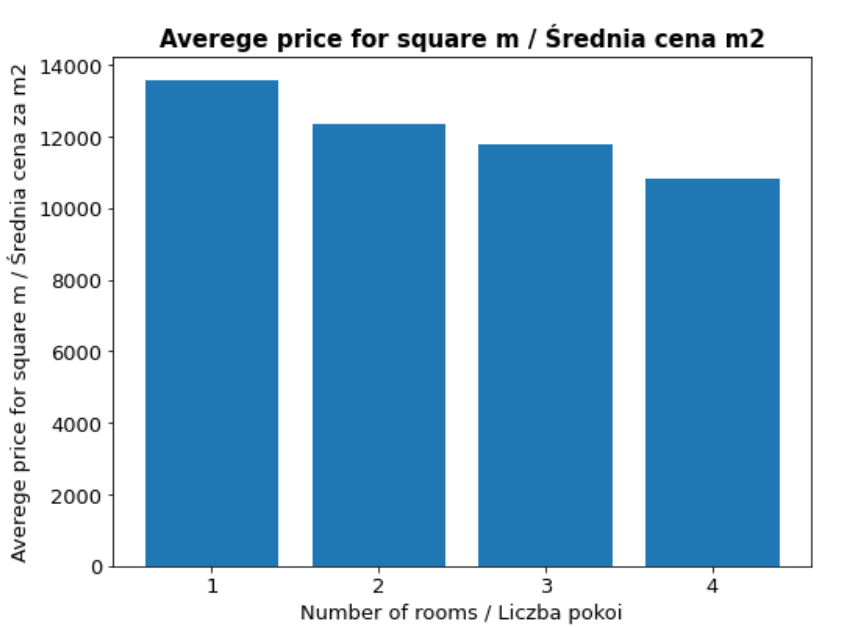 Averege price for square m / Średnia cena m2
Averege price for square m / Średnia cena za m2
14000
12000
10000
8000
6000
4000
2000
0
1 2 3 4
Number of rooms / Liczba pokoi